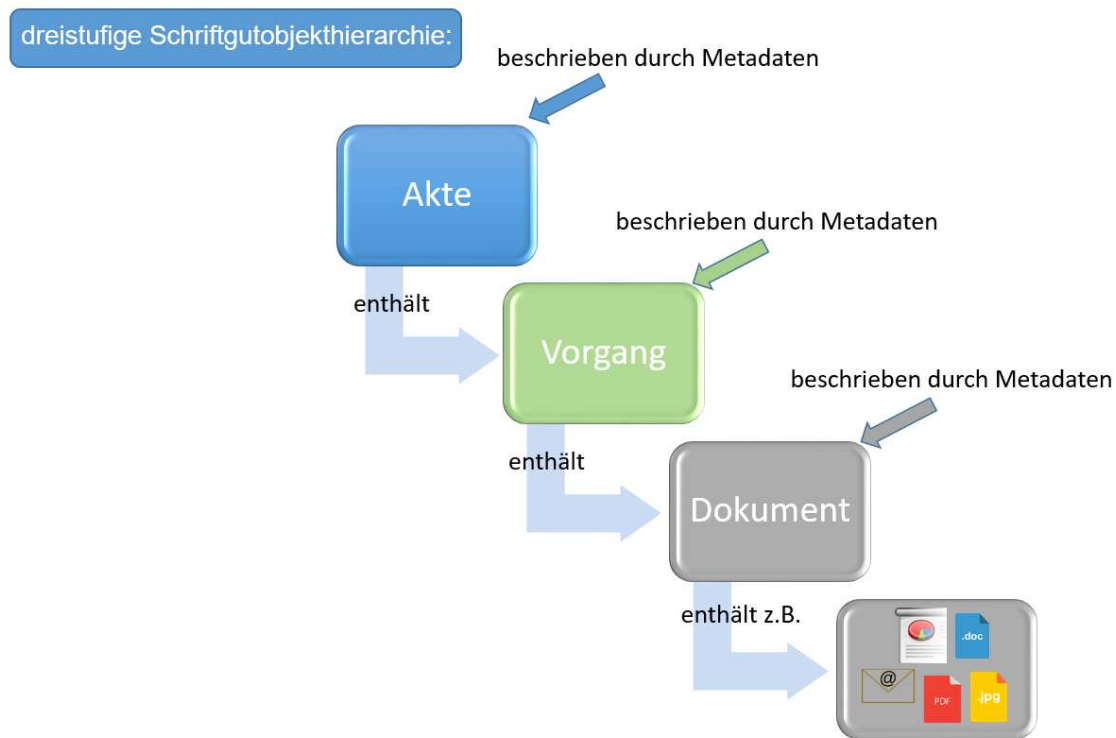 dreistufige Schriftgutobjekthierarchie:
beschrieben durch Metadaten
Akte
beschrieben durch Metadaten
enthält
Vorgang
beschrieben durch Metadaten
enthält
Dokument
enthält z.B.
.doc
@
PDF
.jpg